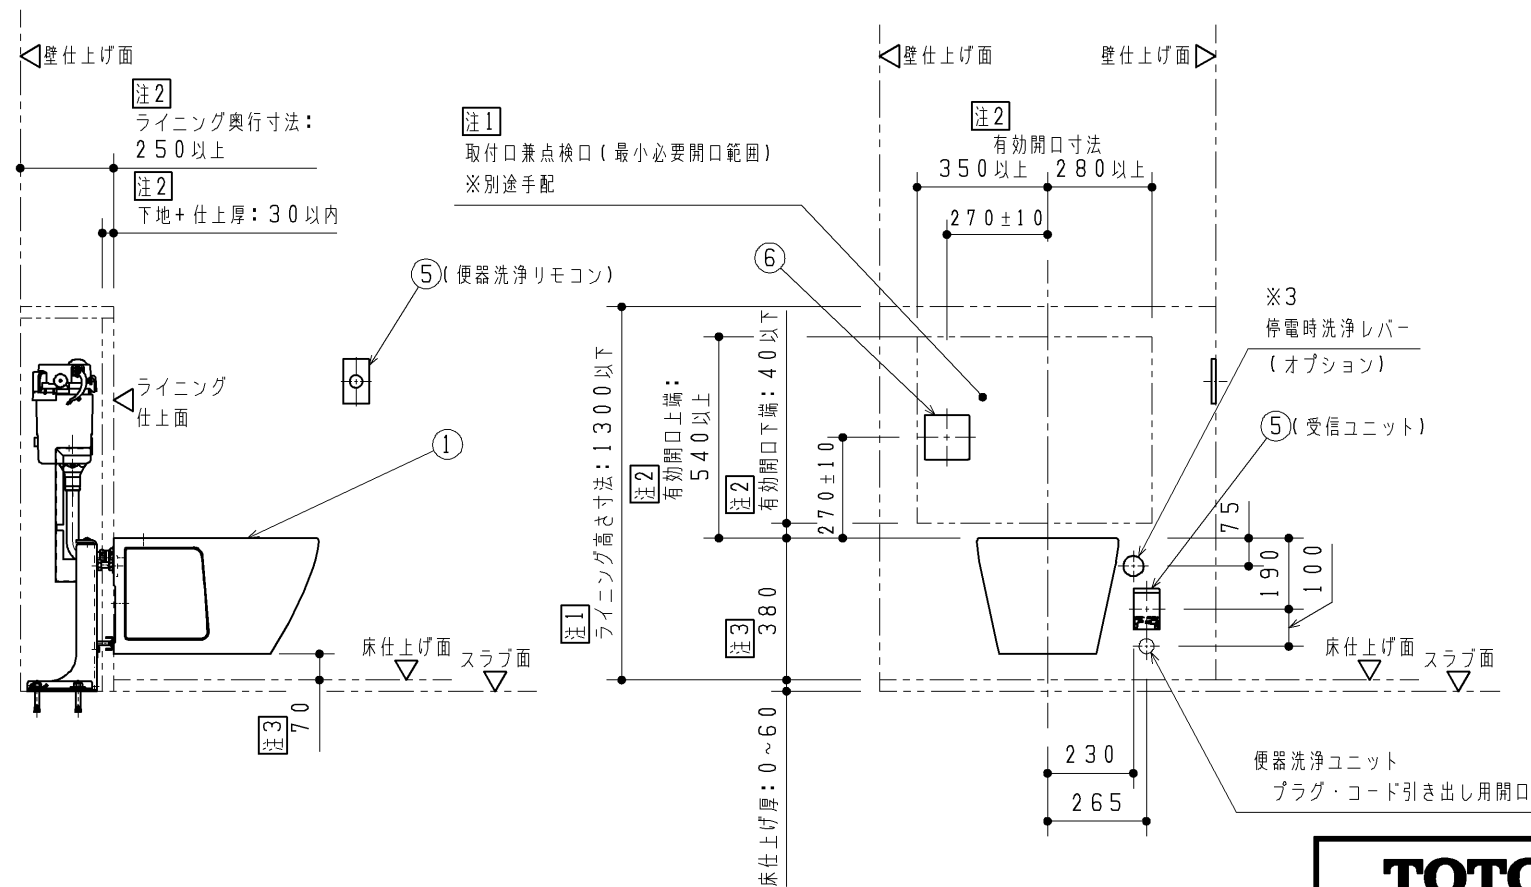 壁仕上げ面
注2
ライニング奥行寸法：
250以上
注2
下地+仕上厚：30以内
⑤(便器洗浄リモコン)
ライニング
仕上面
①
床仕上げ面
スラブ面
注3
70
注1
取付口兼点検口(最小必要開口範囲)
※別途手配
壁仕上げ面
壁仕上げ面
注2
有効開口寸法
350以上
280以上
270±10
⑥
注1
ライニング高さ寸法：1300以下
注2
有効開口上端：
540以上
注2
有効開口下端：40以下
270±10
注3
380
床仕上げ厚：0~60
※3
停電時洗浄レバー
(オプション)
⑤(受信ユニット)
75
190
100
床仕上げ面
スラブ面
230
265
便器洗浄ユニット
プラグ・コード引き出し用開口
TOTO